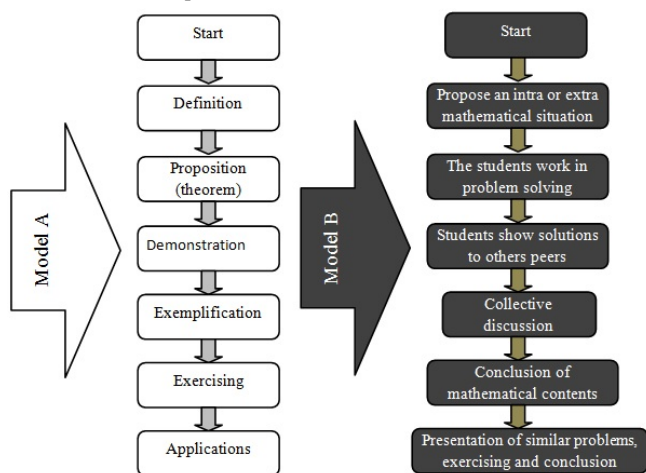 Model A
Start
Definition
Proposition
(theorem)
Demonstration
Exemplification
Exercising
Applications
Model B
Start
Propose an intra or extra
mathematical situation
The students work in
problem solving
Students show solutions
to others peers
Collective
discussion
Conclusion of
mathematical contents
Presentation of similar problems,
exercising and conclusion